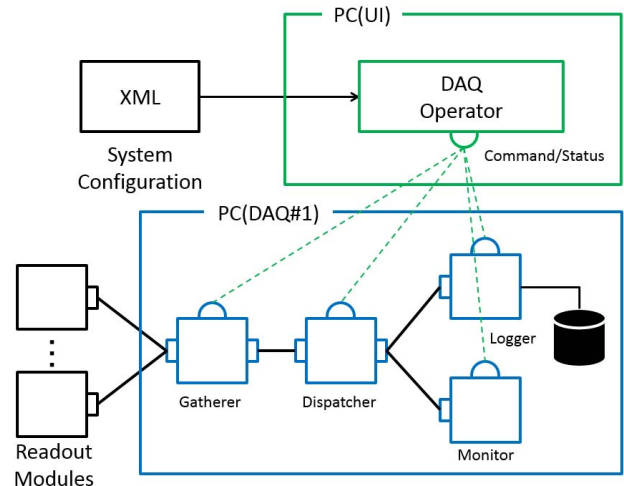 PC(UI)
XML
DAQ
Operator
System
Configuration
Command/Status
PC(DAQ#1)
Logger
Gatherer
Dispatcher
Monitor
Readout
Modules